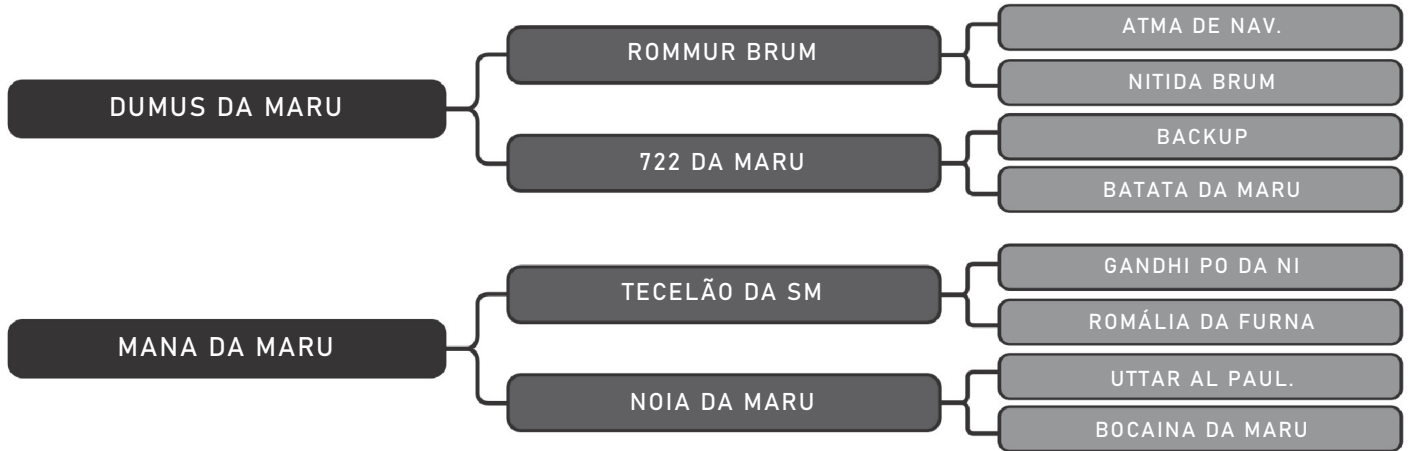 ATMA DE NAV.
ROMMUR BRUM
NITIDA BRUM
DUMUS DA MARU
BACKUP
722 DA MARU
BATATA DA MARU
GANDHI PO DA NI
TECELÃO DA SM
ROMÁLIA DA FURNA
MANA DA MARU
UTTAR AL PAUL.
NOIA DA MARU
BOCAINA DA MARU